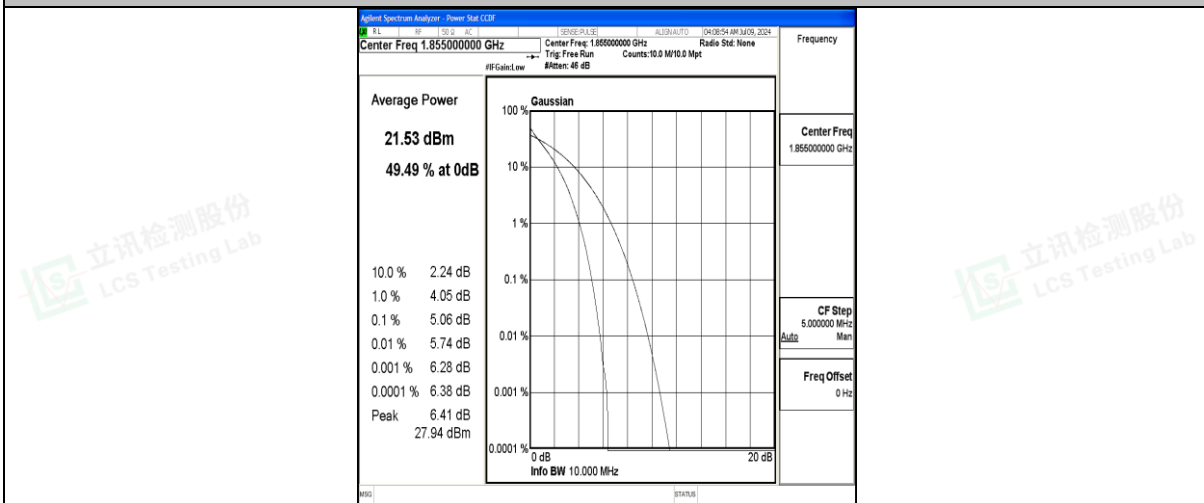 Agilent Spectrum Analyzer - Power Stat CCDF
RL RF 50 Ω AC SENSE:PULSE ALIGN AUTO 04:08:54 AM Jul 09, 2024
Center Freq 1.855000000 GHz
Center Freq: 1.855000000 GHz Radio Std: None
Trig: Free Run Counts:10.0 M/10.0 Mpt
#IFGain:Low #Atten: 46 dB
Frequency
Average Power
21.53 dBm
49.49 % at 0dB
10.0 % 2.24 dB
1.0 % 4.05 dB
0.1 % 5.06 dB
0.01 % 5.74 dB
0.001 % 6.28 dB
0.0001 % 6.38 dB
Peak 6.41 dB
27.94 dBm
Gaussian
100 %
10 %
1 %
0.1 %
0.01 %
0.001 %
0.0001 %
0 dB 20 dB
Info BW 10.000 MHz
Center Freq
1.855000000 GHz
CF Step
5.000000 MHz
Auto Man
Freq Offset
0 Hz
MSG STATUS
立讯检测股份
LCS Testing Lab
立讯检测股份
LCS Testing Lab